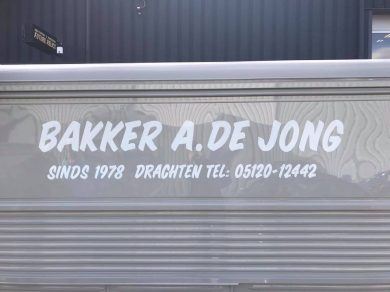 BAKKER A. DE JONG
SINDS 1978 DRACHTEN TEL: 05120-12442